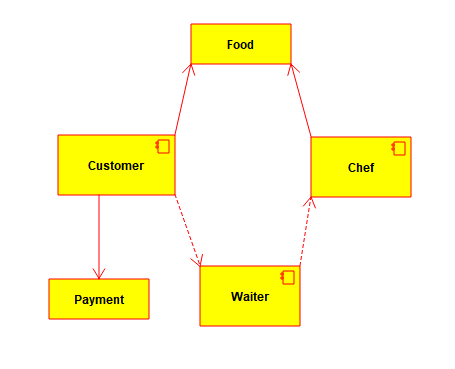 Food
Customer
Chef
Payment
Waiter